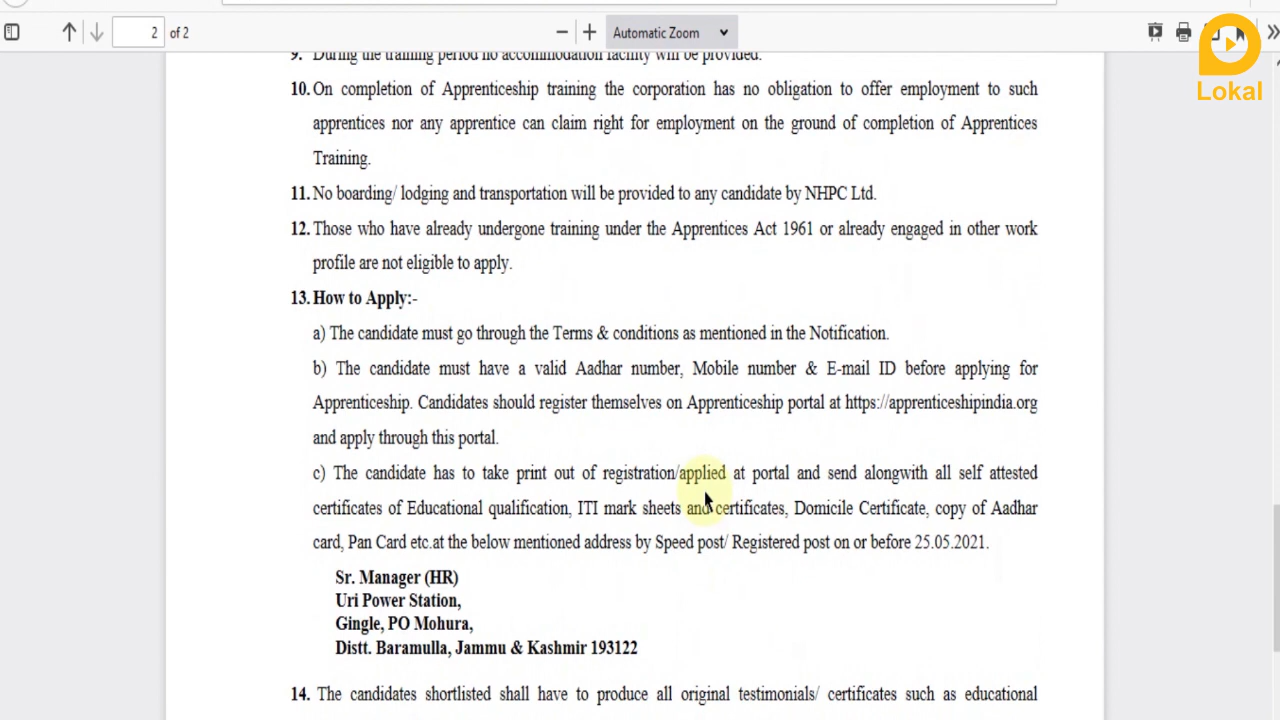 2 of 2 Automatic Zoom
Lokal
9. During the training period no accommodation facility will be provided.
10. On completion of Apprenticeship training the corporation has no obligation to offer employment to such
apprentices nor any apprentice can claim right for employment on the ground of completion of Apprentices
Training.
11. No boarding/ lodging and transportation will be provided to any candidate by NHPC Ltd.
12. Those who have already undergone training under the Apprentices Act 1961 or already engaged in other work
profile are not eligible to apply.
13. How to Apply:-
a) The candidate must go through the Terms & conditions as mentioned in the Notification.
b) The candidate must have a valid Aadhar number, Mobile number & E-mail ID before applying for
Apprenticeship. Candidates should register themselves on Apprenticeship portal at https://apprenticeshipindia.org
and apply through this portal.
c) The candidate has to take print out of registration/applied at portal and send alongwith all self attested
certificates of Educational qualification, ITI mark sheets and certificates, Domicile Certificate, copy of Aadhar
card, Pan Card etc.at the below mentioned address by Speed post/ Registered post on or before 25.05.2021.
Sr. Manager (HR)
Uri Power Station,
Gingle, PO Mohura,
Distt. Baramulla, Jammu & Kashmir 193122
14. The candidates shortlisted shall have to produce all original testimonials/ certificates such as educational